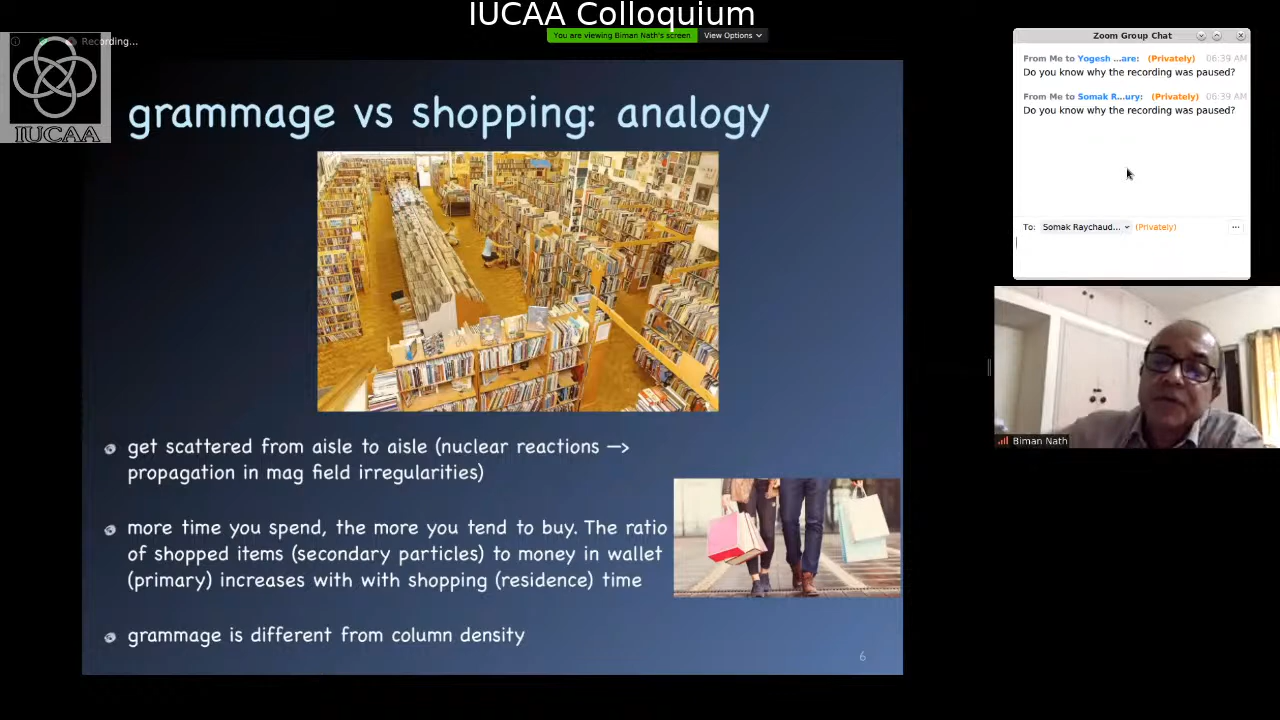 IUCAA Colloquium
Recording...
You are viewing Biman Nath's screen
View Options
IUCAA
grammage vs shopping: analogy
get scattered from aisle to aisle (nuclear reactions —>
propagation in mag field irregularities)
more time you spend, the more you tend to buy. The ratio
of shopped items (secondary particles) to money in wallet
(primary) increases with with shopping (residence) time
grammage is different from column density
6
Zoom Group Chat
From Me to Yogesh ...are: (Privately) 06:39 AM
Do you know why the recording was paused?
From Me to Somak R...ury: (Privately) 06:39 AM
Do you know why the recording was paused?
To: Somak Raychaud... (Privately)
Biman Nath